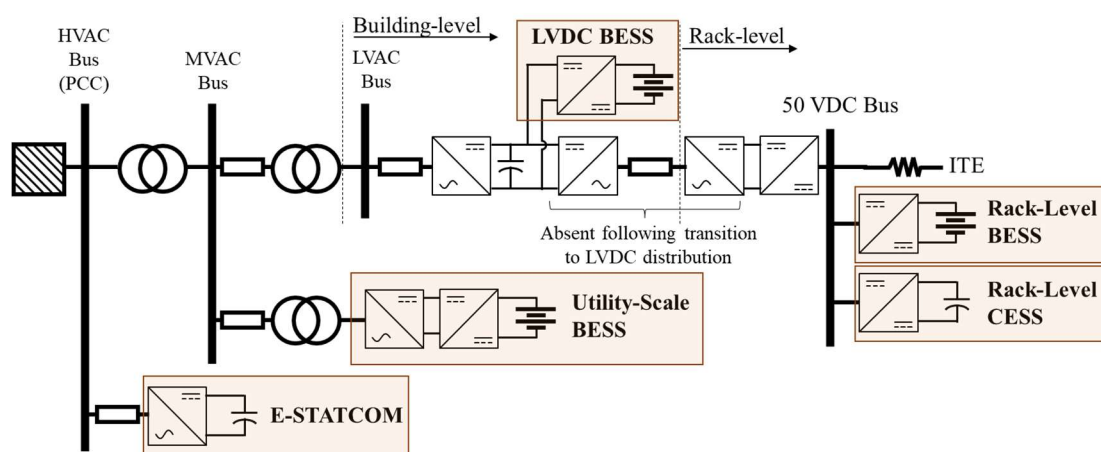 HVAC
Bus
(PCC)
MVAC
Bus
Building-level
LVAC
Bus
LVDC BESS
Rack-level
50 VDC Bus
ITE
Absent following transition
to LVDC distribution
Rack-Level
BESS
Rack-Level
CESS
Utility-Scale
BESS
E-STATCOM